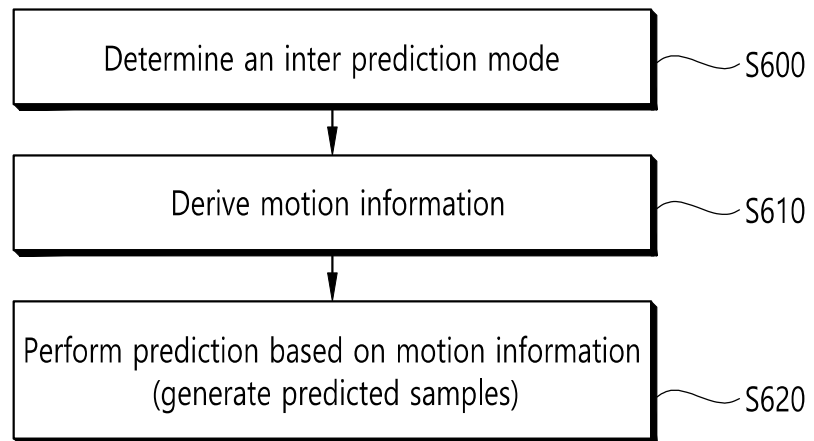 Determine an inter prediction mode
S600
Derive motion information
S610
Perform prediction based on motion information
(generate predicted samples)
S620